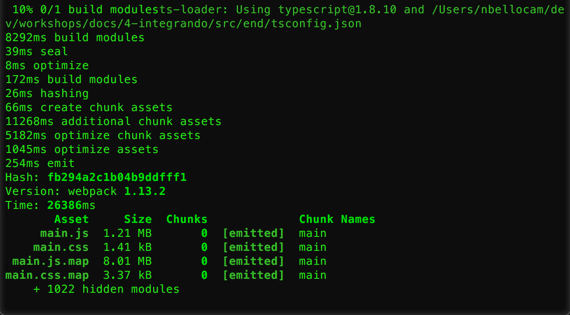 10% 0/1 build modulests-loader: Using typescript@1.8.10 and /Users/nbellocam/de
v/workshops/docs/4-integrando/src/end/tsconfig.json
8292ms build modules
39ms seal
8ms optimize
172ms build modules
26ms hashing
66ms create chunk assets
11268ms additional chunk assets
5182ms optimize chunk assets
1045ms optimize assets
254ms emit
Hash: fb294a2c1b04b9ddfff1
Version: webpack 1.13.2
Time: 26386ms
Asset Size Chunks Chunk Names
main.js 1.21 MB 0 [emitted] main
main.css 1.41 kB 0 [emitted] main
main.js.map 8.01 MB 0 [emitted] main
main.css.map 3.37 kB 0 [emitted] main
+ 1022 hidden modules